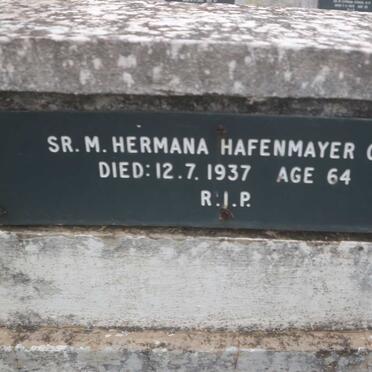 SR. M. HERMANA HAFENMAYER
DIED: 12.7.1937 AGE 64
R.I.P.